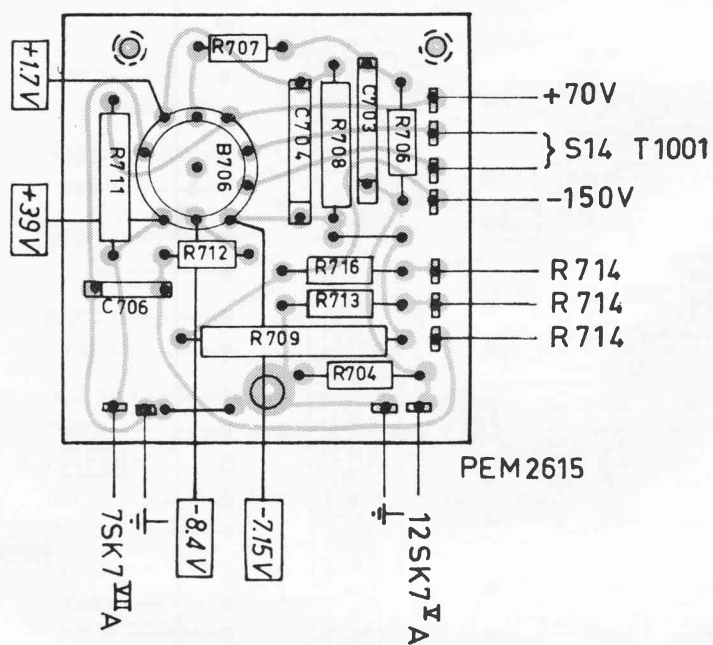 R707
+1.7V
+70V
C704
R708
C703
R706
S14 T1001
R711
B706
-150V
+39V
R712
R716
R714
C706
R713
R714
R709
R714
R704
PEM2615
7SK7 VII A
-8.4V
-7.15V
12SK7 V A